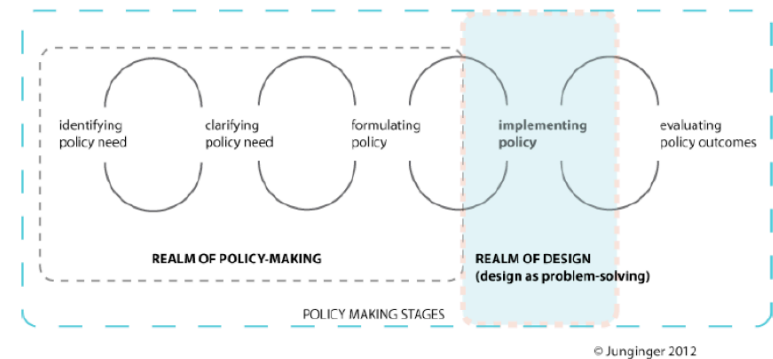 identifying
policy need
clarifying
policy need
formulating
policy
implementing
policy
evaluating
policy outcomes
REALM OF POLICY-MAKING
REALM OF DESIGN
(design as problem-solving)
POLICY MAKING STAGES
© Junginger 2012